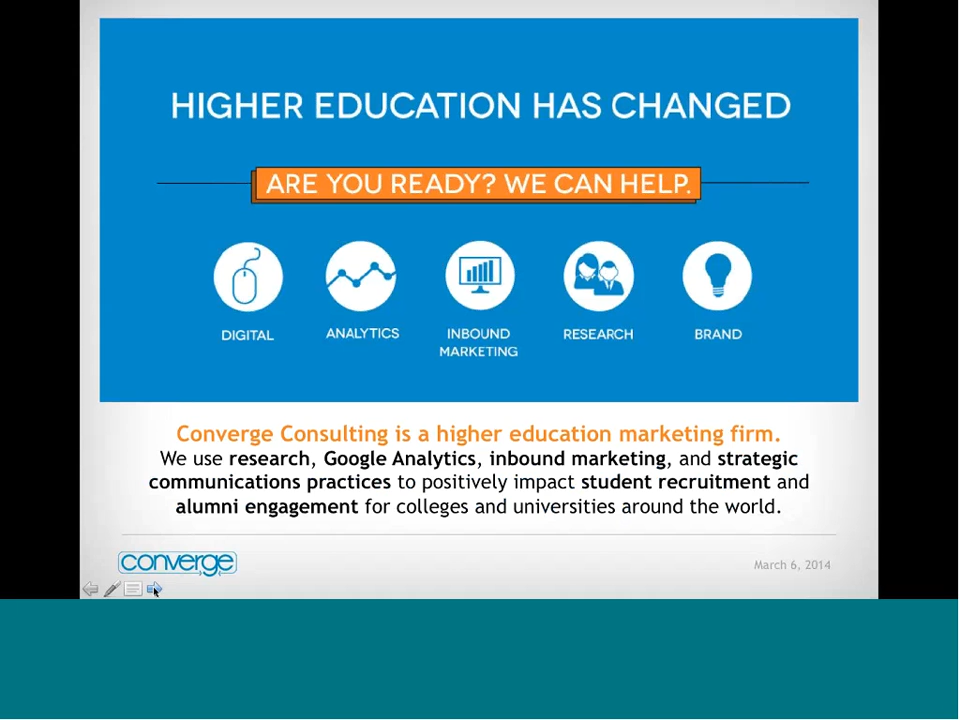 HIGHER EDUCATION HAS CHANGED
ARE YOU READY? WE CAN HELP.
DIGITAL
ANALYTICS
INBOUND
MARKETING
RESEARCH
BRAND
Converge Consulting is a higher education marketing firm.
We use research, Google Analytics, inbound marketing, and strategic
communications practices to positively impact student recruitment and
alumni engagement for colleges and universities around the world.
converge
March 6, 2014